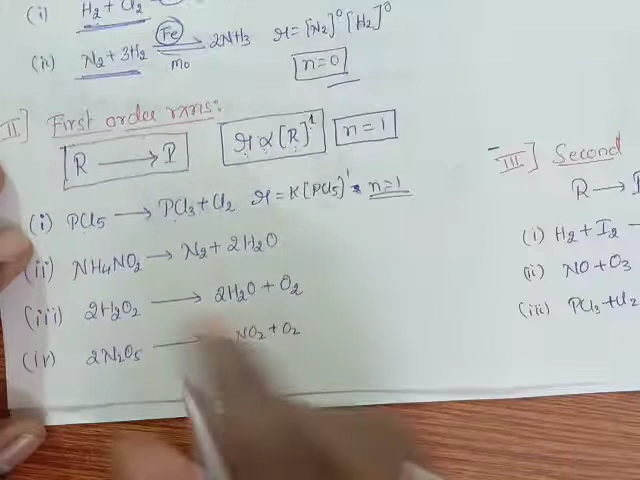 (i) H2 + Cl2
(ii) N2 + 3H2 Fe Mo 2NH3 r = [N2]⁰ [H2]⁰
n = 0
II] First order rxns:
R → P r ∝ [R]¹ n = 1
(i) PCl5 → PCl3 + Cl2 r = K[PCl5]¹ n = 1
(ii) NH4NO2 → N2 + 2H2O
(iii) 2H2O2 → 2H2O + O2
(iv) 2N2O5 → NO2 + O2
III] Second
R →
(i) H2 + I2
(ii) NO + O3
(iii) PCl3 + Cl2